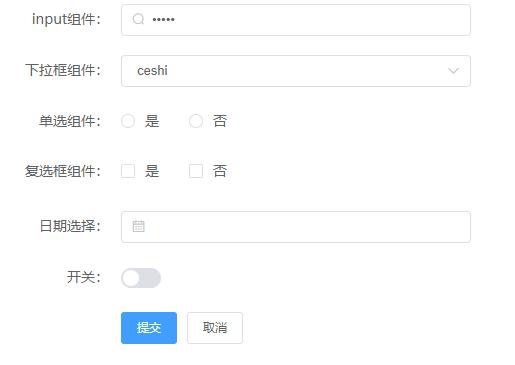 input组件： •••••
下拉框组件： ceshi
单选组件： 是 否
复选框组件： 是 否
日期选择：
开关：
提交 取消